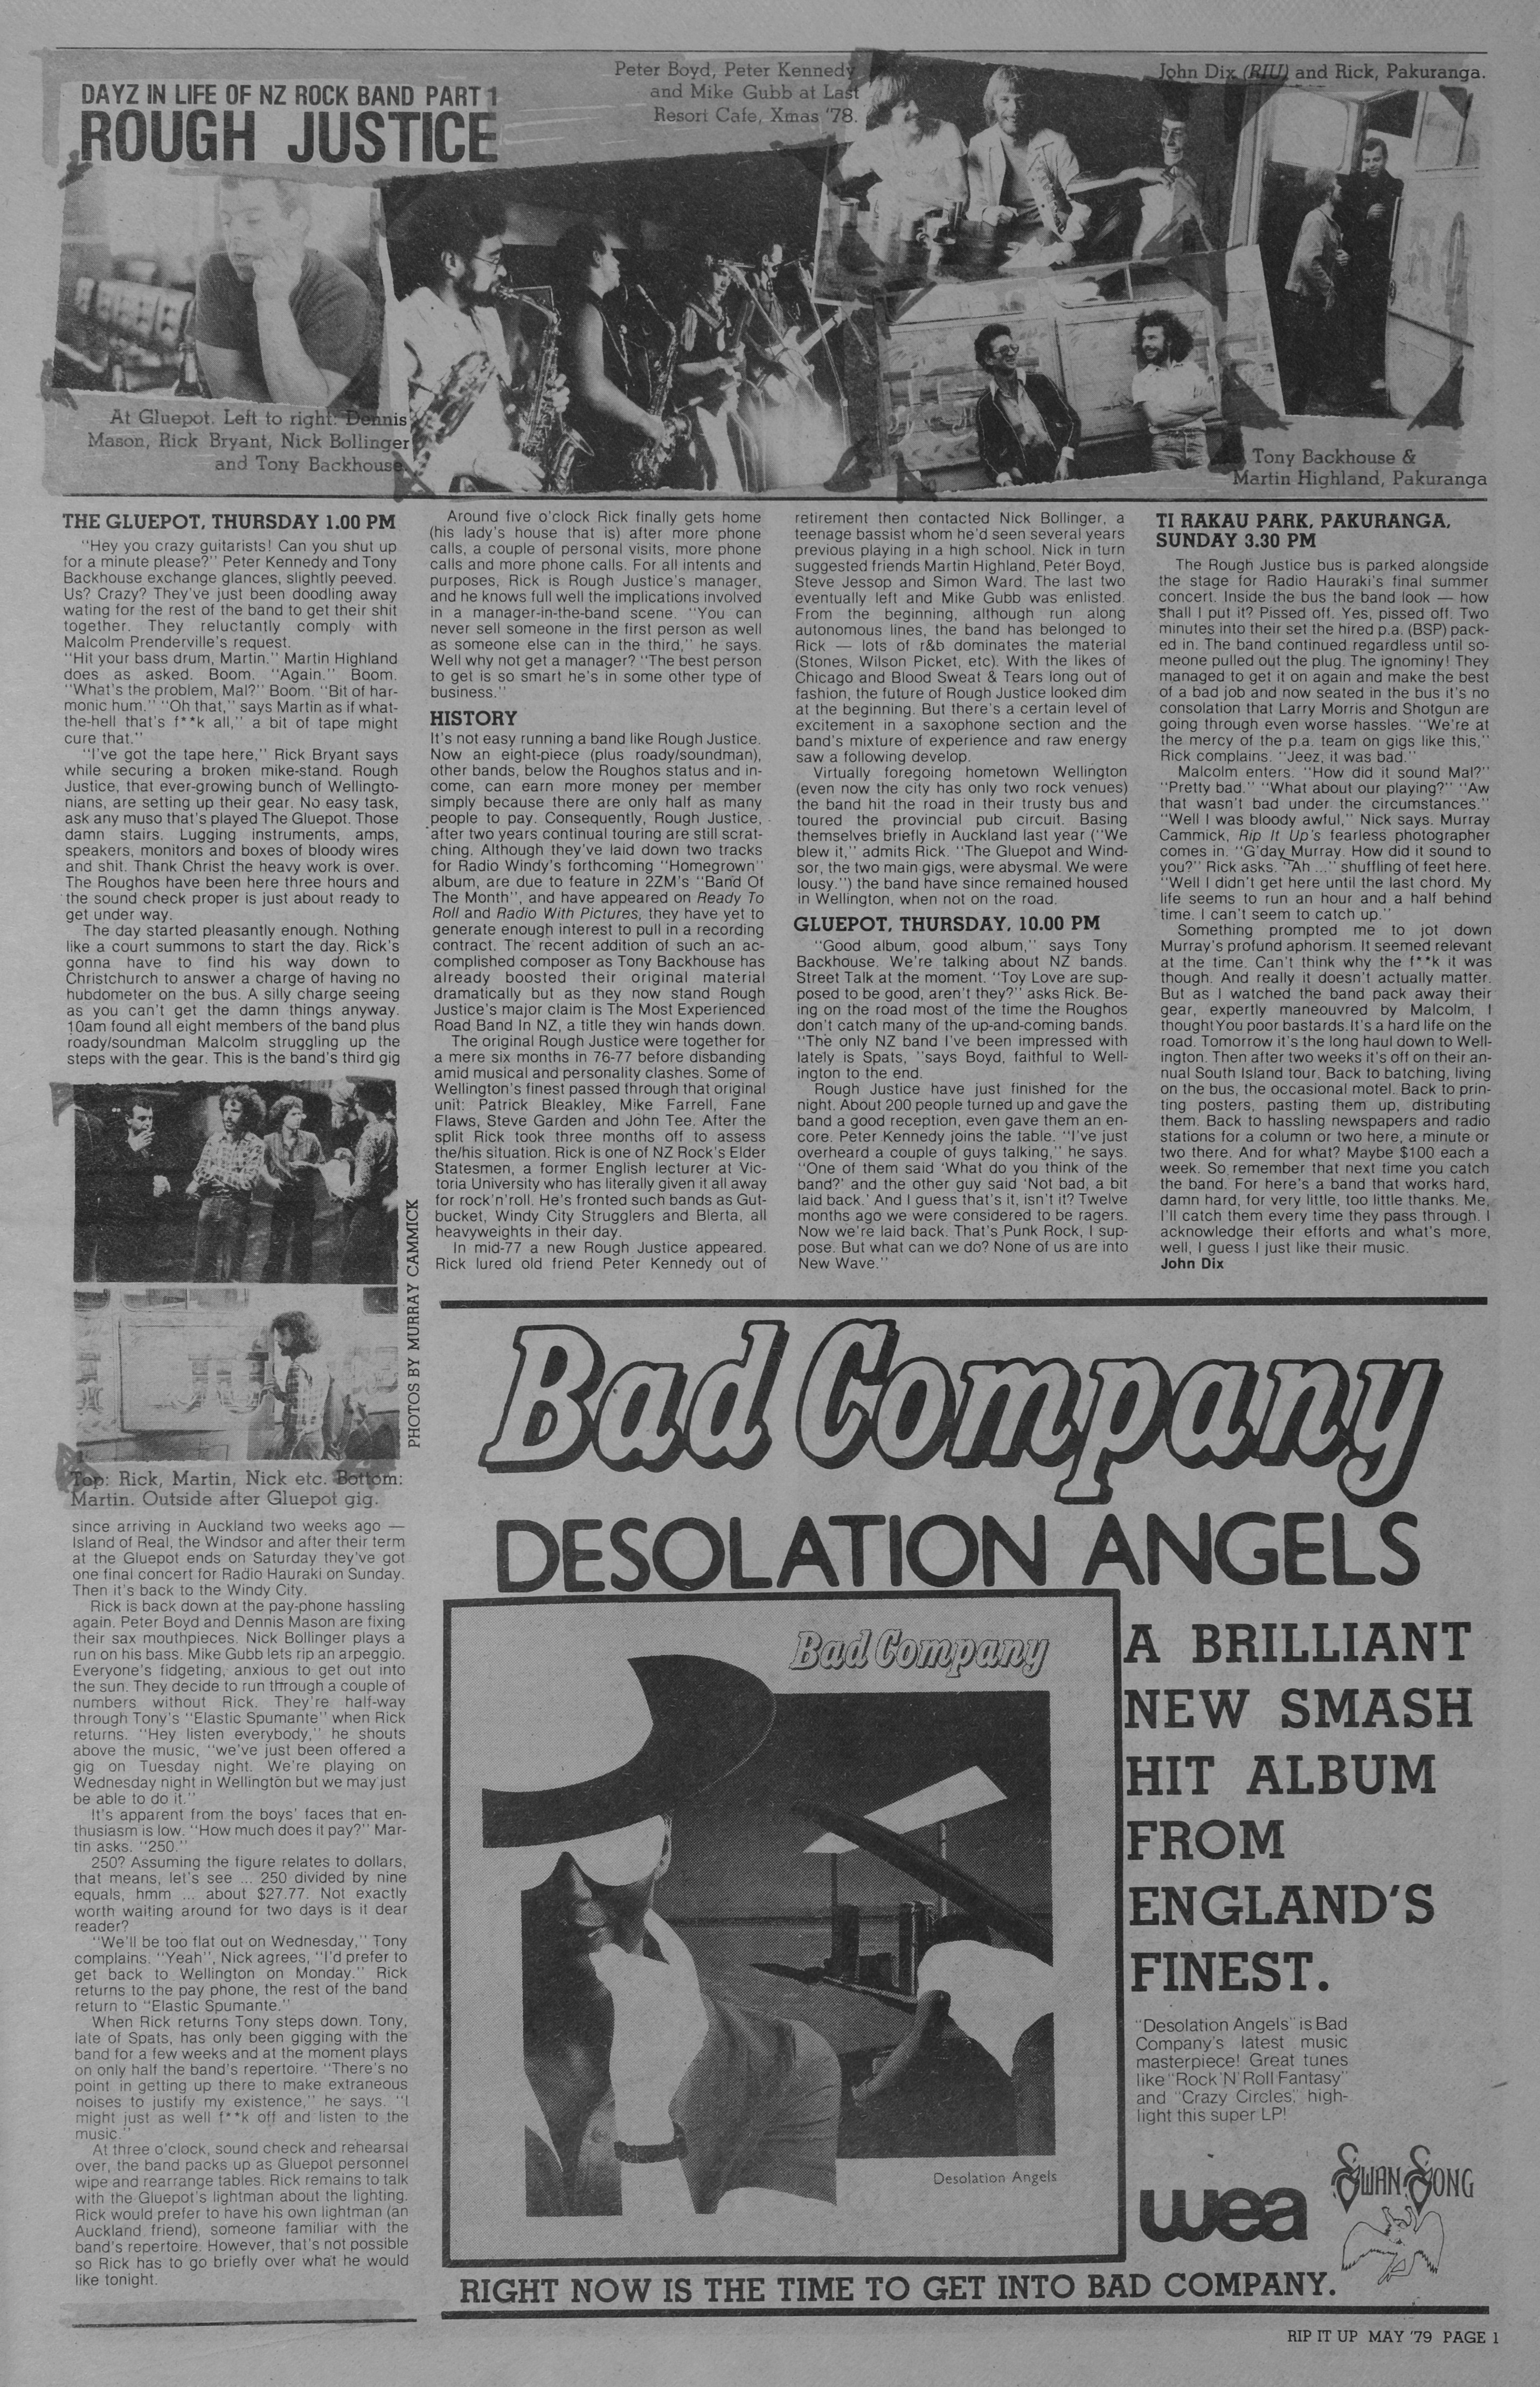 DAYZ IN LIFE OF NZ ROCK BAND PART 1
ROUGH JUSTICE
Peter Boyd, Peter Kennedy
and Mike Gubb at Last
Resort Cafe, Xmas '78.
John Dix (RIU) and Rick, Pakuranga.
At Gluepot. Left to right: Dennis
Mason, Rick Bryant, Nick Bollinger
and Tony Backhouse
Tony Backhouse &
Martin Highland, Pakuranga
THE GLUEPOT, THURSDAY 1.00 PM
"Hey you crazy guitarists! Can you shut up
for a minute please?" Peter Kennedy and Tony
Backhouse exchange glances, slightly peeved.
Us? Crazy? They've just been doodling away
wating for the rest of the band to get their shit
together. They reluctantly comply with
Malcolm Prenderville's request.
"Hit your bass drum, Martin." Martin Highland
does as asked. Boom. "Again." Boom.
"What's the problem, Mal?" Boom. "Bit of har-
monic hum." "Oh that," says Martin as if what-
the-hell that's f**k all," a bit of tape might
cure that."
"I've got the tape here," Rick Bryant says
while securing a broken mike-stand. Rough
Justice, that ever-growing bunch of Wellingto-
nians, are setting up their gear. No easy task,
ask any muso that's played The Gluepot. Those
damn stairs. Lugging instruments, amps,
speakers, monitors and boxes of bloody wires
and shit. Thank Christ the heavy work is over.
The Roughos have been here three hours and
the sound check proper is just about ready to
get under way.
The day started pleasantly enough. Nothing
like a court summons to start the day. Rick's
gonna have to find his way down to
Christchurch to answer a charge of having no
hubdometer on the bus. A silly charge seeing
as you can't get the damn things anyway.
10am found all eight members of the band plus
roady/soundman Malcolm struggling up the
steps with the gear. This is the band's third gig
PHOTOS BY MURRAY CAMMICK
Top: Rick, Martin, Nick etc. Bottom:
Martin. Outside after Gluepot gig.
since arriving in Auckland two weeks ago —
Island of Real, the Windsor and after their term
at the Gluepot ends on Saturday they've got
one final concert for Radio Hauraki on Sunday.
Then it's back to the Windy City.
Rick is back down at the pay-phone hassling
again. Peter Boyd and Dennis Mason are fixing
their sax mouthpieces. Nick Bollinger plays a
run on his bass. Mike Gubb lets rip an arpeggio.
Everyone's fidgeting, anxious to get out into
the sun. They decide to run through a couple of
numbers without Rick. They're half-way
through Tony's "Elastic Spumante" when Rick
returns. "Hey listen everybody," he shouts
above the music, "we've just been offered a
gig on Tuesday night. We're playing on
Wednesday night in Wellington but we may just
be able to do it."
It's apparent from the boys' faces that en-
thusiasm is low. "How much does it pay?" Mar-
tin asks. "250."
250? Assuming the figure relates to dollars,
that means, let's see ... 250 divided by nine
equals, hmm ... about $27.77. Not exactly
worth waiting around for two days is it dear
reader?
"We'll be too flat out on Wednesday," Tony
complains. "Yeah", Nick agrees, "I'd prefer to
get back to Wellington on Monday." Rick
returns to the pay phone, the rest of the band
return to "Elastic Spumante."
When Rick returns Tony steps down. Tony,
late of Spats, has only been gigging with the
band for a few weeks and at the moment plays
on only half the band's repertoire. "There's no
point in getting up there to make extraneous
noises to justify my existence," he says. "I
might just as well f**k off and listen to the
music."
At three o'clock, sound check and rehearsal
over, the band packs up as Gluepot personnel
wipe and rearrange tables. Rick remains to talk
with the Gluepot's lightman about the lighting.
Rick would prefer to have his own lightman (an
Auckland friend), someone familiar with the
band's repertoire. However, that's not possible
so Rick has to go briefly over what he would
like tonight.
Around five o'clock Rick finally gets home
(his lady's house that is) after more phone
calls, a couple of personal visits, more phone
calls and more phone calls. For all intents and
purposes, Rick is Rough Justice's manager,
and he knows full well the implications involved
in a manager-in-the-band scene. "You can
never sell someone in the first person as well
as someone else can in the third," he says.
Well why not get a manager? "The best person
to get is so smart he's in some other type of
business."
HISTORY
It's not easy running a band like Rough Justice.
Now an eight-piece (plus roady/soundman),
other bands, below the Roughos status and in-
come, can earn more money per member
simply because there are only half as many
people to pay. Consequently, Rough Justice,
after two years continual touring are still scrat-
ching. Although they've laid down two tracks
for Radio Windy's forthcoming "Homegrown"
album, are due to feature in 2ZM's "Band Of
The Month", and have appeared on Ready To
Roll and Radio With Pictures, they have yet to
generate enough interest to pull in a recording
contract. The recent addition of such an ac-
complished composer as Tony Backhouse has
already boosted their original material
dramatically but as they now stand Rough
Justice's major claim is The Most Experienced
Road Band In NZ, a title they win hands down.
The original Rough Justice were together for
a mere six months in 76-77 before disbanding
amid musical and personality clashes. Some of
Wellington's finest passed through that original
unit: Patrick Bleakley, Mike Farrell, Fane
Flaws, Steve Garden and John Tee. After the
split Rick took three months off to assess
the/his situation. Rick is one of NZ Rock's Elder
Statesmen, a former English lecturer at Vic-
toria University who has literally given it all away
for rock'n'roll. He's fronted such bands as Gut-
bucket, Windy City Strugglers and Blerta, all
heavyweights in their day.
In mid-77 a new Rough Justice appeared.
Rick lured old friend Peter Kennedy out of
retirement then contacted Nick Bollinger, a
teenage bassist whom he'd seen several years
previous playing in a high school. Nick in turn
suggested friends Martin Highland, Peter Boyd,
Steve Jessop and Simon Ward. The last two
eventually left and Mike Gubb was enlisted.
From the beginning, although run along
autonomous lines, the band has belonged to
Rick — lots of r&b dominates the material
(Stones, Wilson Picket, etc). With the likes of
Chicago and Blood Sweat & Tears long out of
fashion, the future of Rough Justice looked dim
at the beginning. But there's a certain level of
excitement in a saxophone section and the
band's mixture of experience and raw energy
saw a following develop.
Virtually foregoing hometown Wellington
(even now the city has only two rock venues)
the band hit the road in their trusty bus and
toured the provincial pub circuit. Basing
themselves briefly in Auckland last year ("We
blew it," admits Rick. "The Gluepot and Wind-
sor, the two main gigs, were abysmal. We were
lousy.") the band have since remained housed
in Wellington, when not on the road.
GLUEPOT, THURSDAY, 10.00 PM
"Good album, good album," says Tony
Backhouse. We're talking about NZ bands.
Street Talk at the moment. "Toy Love are sup-
posed to be good, aren't they?" asks Rick. Be-
ing on the road most of the time the Roughos
don't catch many of the up-and-coming bands.
"The only NZ band I've been impressed with
lately is Spats, "says Boyd, faithful to Well-
ington to the end.
Rough Justice have just finished for the
night. About 200 people turned up and gave the
band a good reception, even gave them an en-
core. Peter Kennedy joins the table. "I've just
overheard a couple of guys talking," he says.
"One of them said 'What do you think of the
band?' and the other guy said 'Not bad, a bit
laid back.' And I guess that's it, isn't it? Twelve
months ago we were considered to be ragers.
Now we're laid back. That's Punk Rock, I sup-
pose. But what can we do? None of us are into
New Wave."
TI RAKAU PARK, PAKURANGA,
SUNDAY 3.30 PM
The Rough Justice bus is parked alongside
the stage for Radio Hauraki's final summer
concert. Inside the bus the band look — how
shall I put it? Pissed off. Yes, pissed off. Two
minutes into their set the hired p.a. (BSP) pack-
ed in. The band continued regardless until so-
meone pulled out the plug. The ignominy! They
managed to get it on again and make the best
of a bad job and now seated in the bus it's no
consolation that Larry Morris and Shotgun are
going through even worse hassles. "We're at
the mercy of the p.a. team on gigs like this,"
Rick complains. "Jeez, it was bad."
Malcolm enters. "How did it sound Mal?"
"Pretty bad." "What about our playing?" "Aw
that wasn't bad under the circumstances."
"Well I was bloody awful," Nick says. Murray
Cammick, Rip It Up's fearless photographer
comes in. "G'day Murray. How did it sound to
you?" Rick asks. "Ah ..." shuffling of feet here.
"Well I didn't get here until the last chord. My
life seems to run an hour and a half behind
time. I can't seem to catch up."
Something prompted me to jot down
Murray's profund aphorism. It seemed relevant
at the time. Can't think why the f**k it was
though. And really it doesn't actually matter.
But as I watched the band pack away their
gear, expertly maneouvred by Malcolm, I
thought You poor bastards. It's a hard life on the
road. Tomorrow it's the long haul down to Well-
ington. Then after two weeks it's off on their an-
nual South Island tour. Back to batching, living
on the bus, the occasional motel. Back to prin-
ting posters, pasting them up, distributing
them. Back to hassling newspapers and radio
stations for a column or two here, a minute or
two there. And for what? Maybe $100 each a
week. So remember that next time you catch
the band. For here's a band that works hard,
damn hard, for very little, too little thanks. Me,
I'll catch them every time they pass through. I
acknowledge their efforts and what's more,
well, I guess I just like their music.
John Dix
Bad Company
DESOLATION ANGELS
Bad Company
Desolation Angels
A BRILLIANT
NEW SMASH
HIT ALBUM
FROM
ENGLAND'S
FINEST.
"Desolation Angels" is Bad
Company's latest music
masterpiece! Great tunes
like "Rock 'N' Roll Fantasy"
and "Crazy Circles," high-
light this super LP!
wea
SWAN SONG
RIGHT NOW IS THE TIME TO GET INTO BAD COMPANY.
RIP IT UP MAY '79 PAGE 1